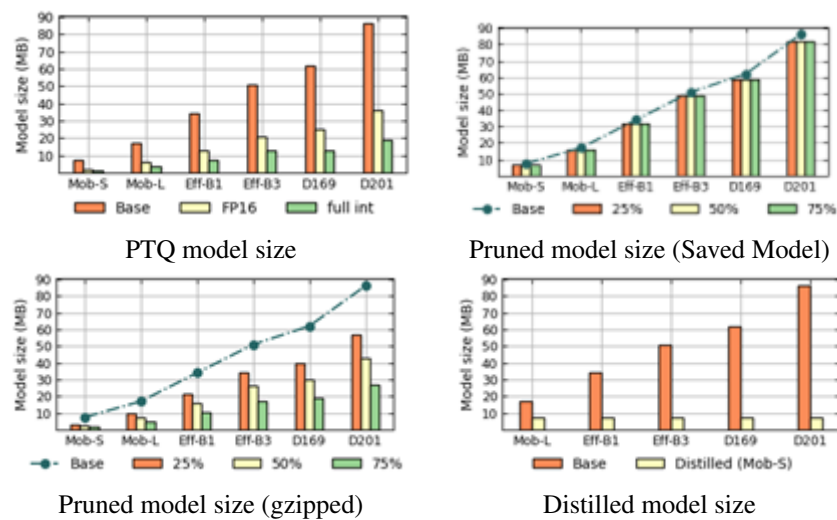 Model size (MB)
90
80
70
60
50
40
30
20
10
Mob-S Mob-L Eff-B1 Eff-B3 D169 D201
Base FP16 full int
PTQ model size
Model size (MB)
90
80
70
60
50
40
30
20
10
Mob-S Mob-L Eff-B1 Eff-B3 D169 D201
Base 25% 50% 75%
Pruned model size (Saved Model)
Model size (MB)
90
80
70
60
50
40
30
20
10
Mob-S Mob-L Eff-B1 Eff-B3 D169 D201
Base 25% 50% 75%
Pruned model size (gzipped)
Model size (MB)
90
80
70
60
50
40
30
20
10
Mob-L Eff-B1 Eff-B3 D169 D201
Base Distilled (Mob-S)
Distilled model size